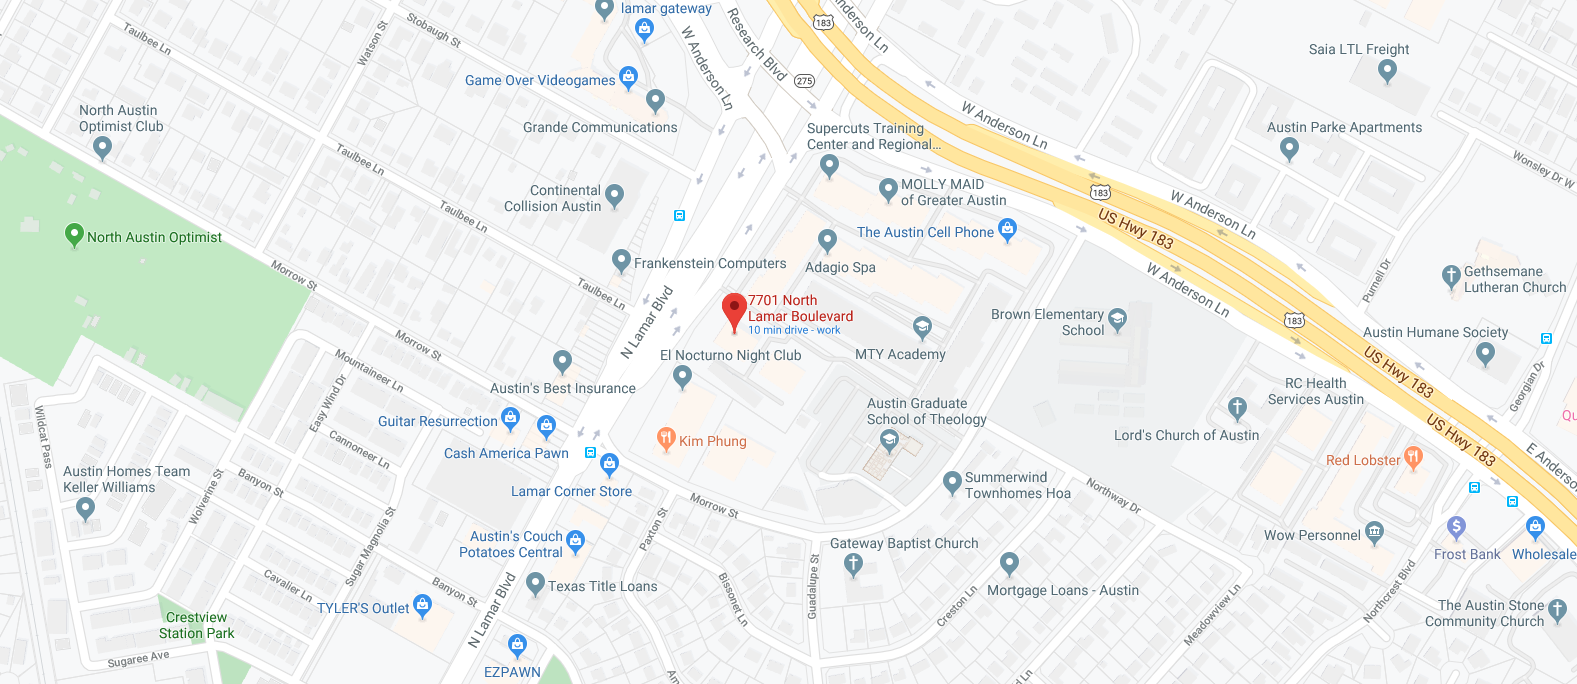 lamar gateway
183
W Anderson Ln
Research Blvd
W Anderson Ln
Stobaugh St
Watson St
Taulbee Ln
Saia LTL Freight
Game Over Videogames
275
North Austin
Optimist Club
Grande Communications
W Anderson Ln
Supercuts Training
Center and Regional...
Austin Parke Apartments
Taulbee Ln
Wonsley Dr W
Continental
Collision Austin
MOLLY MAID
of Greater Austin
183
W Anderson Ln
Taulbee Ln
US Hwy 183
North Austin Optimist
The Austin Cell Phone
Frankenstein Computers
Adagio Spa
Morrow St
Taulbee Ln
W Anderson Ln
Purnell Dr
Gethsemane
Lutheran Church
7701 North
Lamar Boulevard
10 min drive - work
N Lamar Blvd
Brown Elementary
School
183
Austin Humane Society
Morrow St
El Nocturno Night Club
MTY Academy
US Hwy 183
Mountaineer Ln
Austin's Best Insurance
RC Health
Services Austin
Georgian Dr
Easy Wind Dr
Austin Graduate
School of Theology
Qu
Guitar Resurrection
Lord's Church of Austin
US Hwy 183
Wildcat Pass
Cannoneer Ln
Cash America Pawn
Kim Phung
Red Lobster
E Anderson
Austin Homes Team
Keller Williams
Banyon St
Wolverine St
Lamar Corner Store
Summerwind
Townhomes Hoa
Northway Dr
Morrow St
Sugar Magnolia St
Paxton St
Austin's Couch
Potatoes Central
Gateway Baptist Church
Wow Personnel
Frost Bank
Wholesale
Cavalier Ln
Banyon St
Texas Title Loans
Bissonet Ln
Guadalupe St
Mortgage Loans - Austin
Creston Ln
Meadowview Ln
Northcrest Blvd
TYLER'S Outlet
N Lamar Blvd
The Austin Stone
Community Church
Crestview
Station Park
Sugaree Ave
EZPAWN